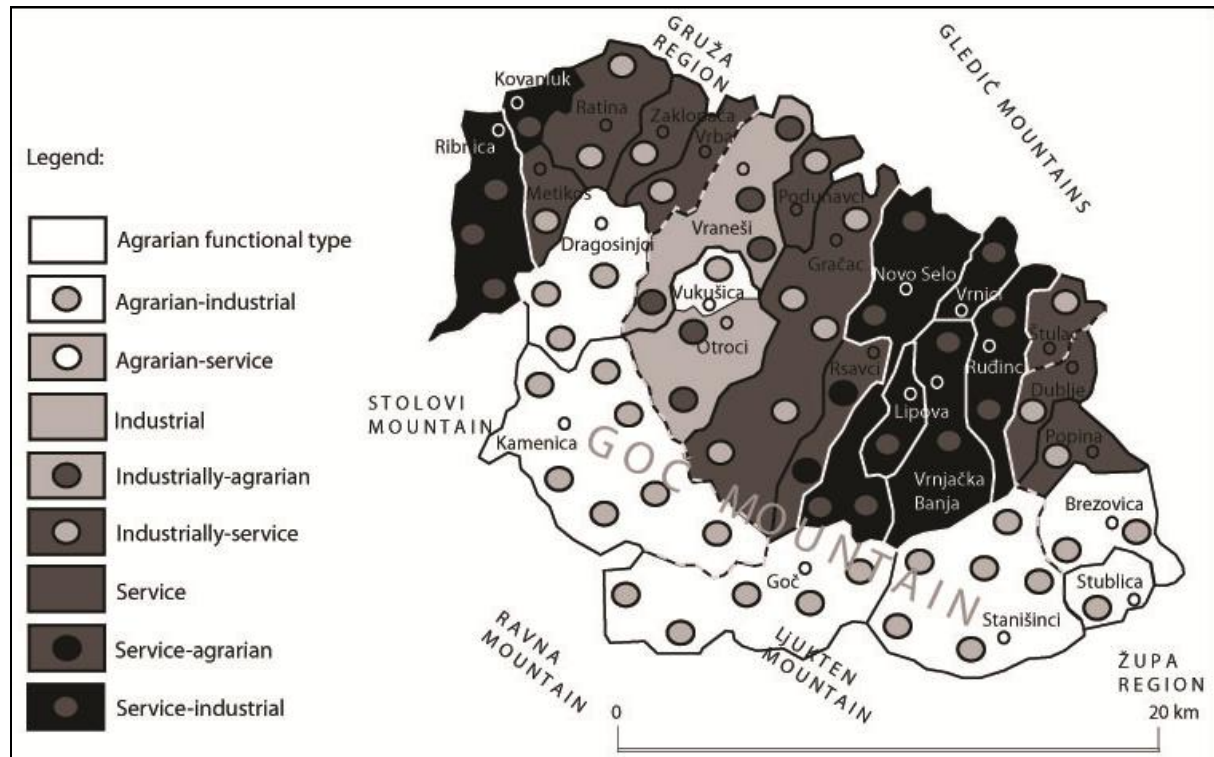 Legend:
Agrarian functional type
Agrarian-industrial
Agrarian-service
Industrial
Industrially-agrarian
Industrially-service
Service
Service-agrarian
Service-industrial
GRUŽA
REGION
GLEDIĆ MOUNTAINS
Kovanluk
Ratina
Zaklopača
Vrba
Ribnica
Metikoš
Podunavci
Dragosinjci
Vraneši
Gračac
Novo Selo
Vrnjci
Vukušica
Otroci
Štulac
Rsavci
Ruđinci
Dublje
Lipova
STOLOVI
MOUNTAIN
Kamenica
Popina
GOC MOUNTAIN
Vrnjačka
Banja
Brezovica
Goč
Stublica
Stanišinci
RAVNA
MOUNTAIN
LJUKTEN
MOUNTAIN
ŽUPA
REGION
0
20 km